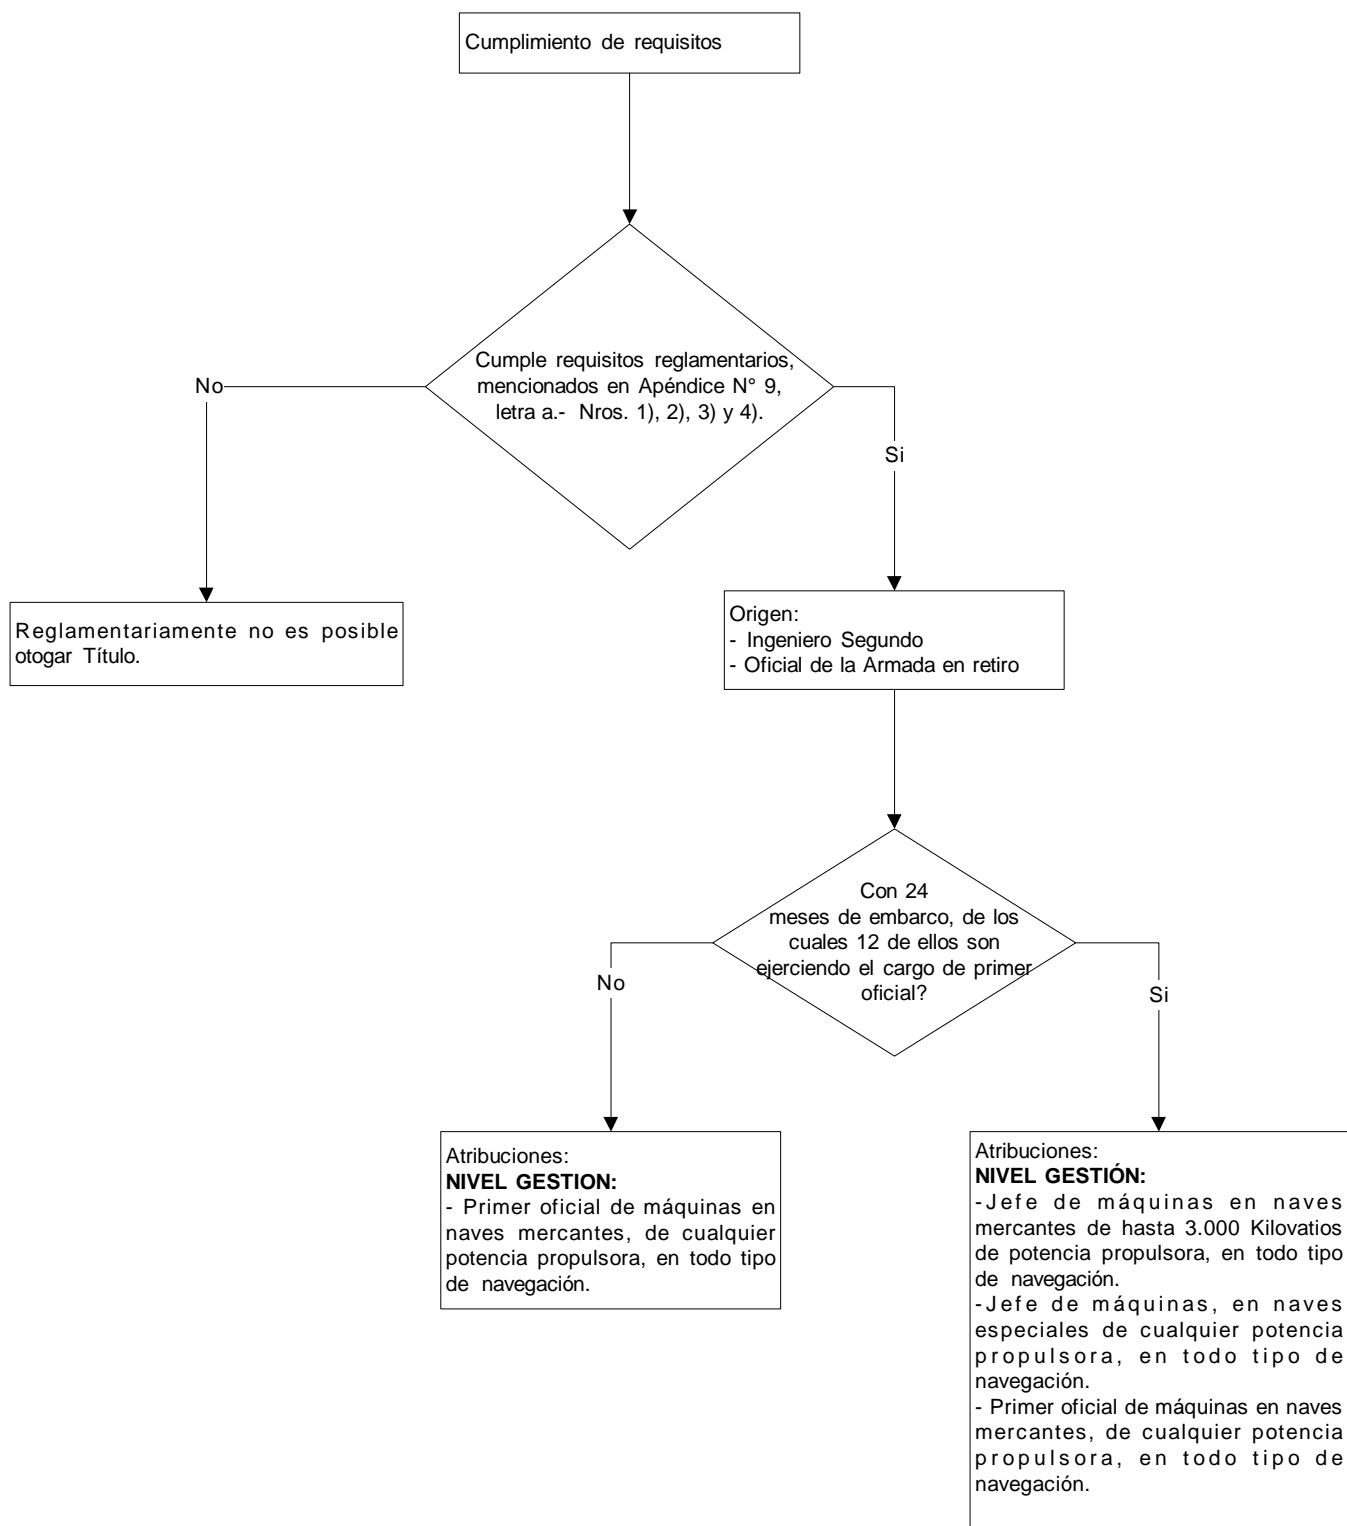 Cumplimiento de requisitos
Cumple requisitos reglamentarios,
mencionados en Apéndice N° 9,
letra a.- Nros. 1), 2), 3) y 4).
No
Si
Reglamentariamente no es posible
otogar Título.
Origen:
- Ingeniero Segundo
- Oficial de la Armada en retiro
Con 24
meses de embarco, de los
cuales 12 de ellos son
ejerciendo el cargo de primer
oficial?
No
Si
Atribuciones:
NIVEL GESTION:
- Primer oficial de máquinas en
naves mercantes, de cualquier
potencia propulsora, en todo tipo
de navegación.
Atribuciones:
NIVEL GESTIÓN:
-Jefe de máquinas en naves
mercantes de hasta 3.000 Kilovatios
de potencia propulsora, en todo tipo
de navegación.
-Jefe de máquinas, en naves
especiales de cualquier potencia
propulsora, en todo tipo de
navegación.
- Primer oficial de máquinas en naves
mercantes, de cualquier potencia
propulsora, en todo tipo de
navegación.